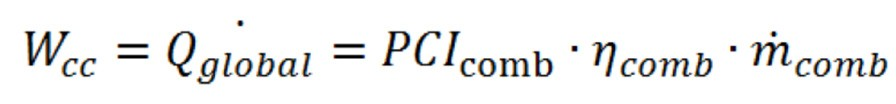 W_cc = Q̇_global = PCI_comb · η_comb · ṁ_comb